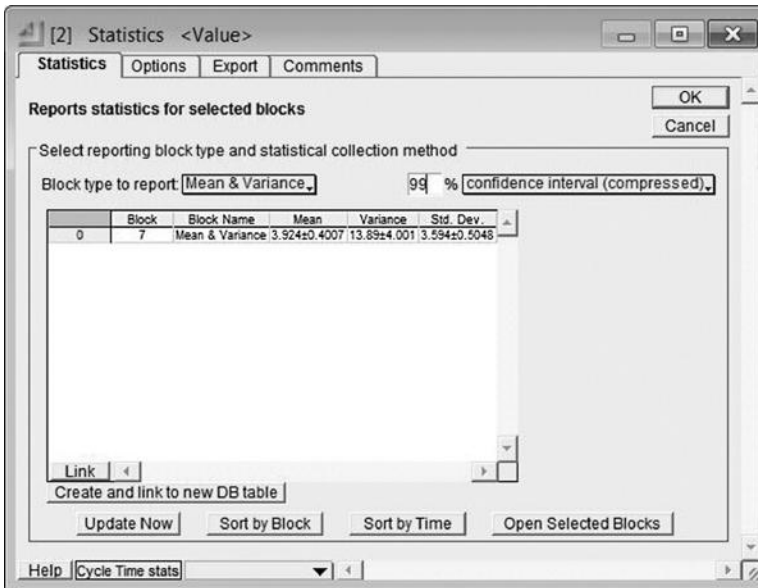 [2] Statistics <Value>
Statistics Options Export Comments
OK
Reports statistics for selected blocks
Cancel
Select reporting block type and statistical collection method
Block type to report: Mean & Variance 99 % confidence interval (compressed)
Block Block Name Mean Variance Std. Dev.
0 7 Mean & Variance 3.924±0.4007 13.89±4.001 3.594±0.5048
Link
Create and link to new DB table
Update Now Sort by Block Sort by Time Open Selected Blocks
Help Cycle Time stats